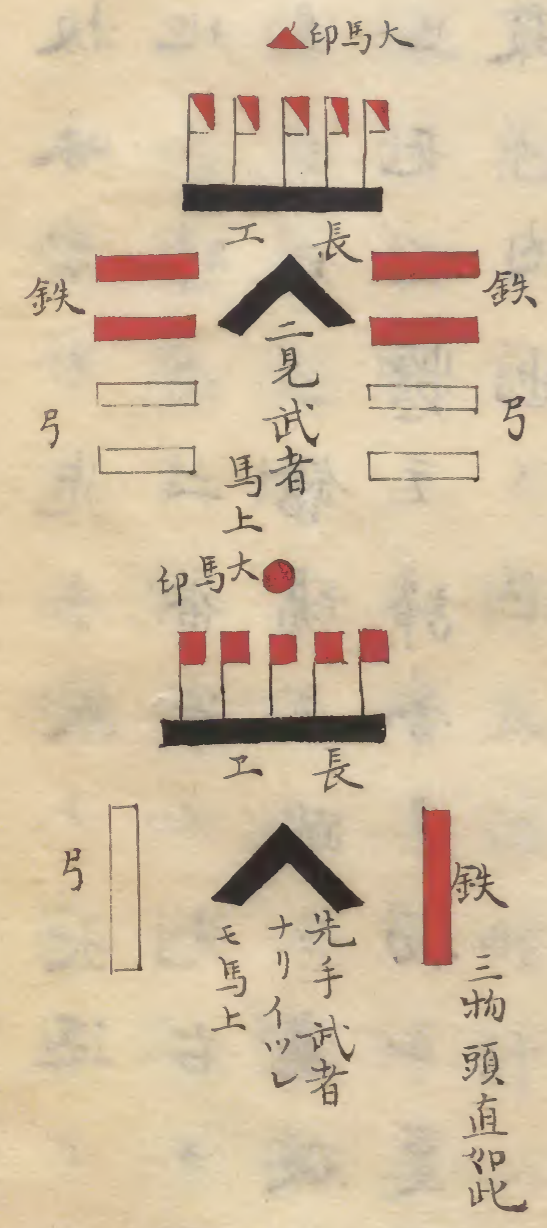 大馬印
長 エ
鉄
鉄
弓
弓
二見武者
馬上
大馬印
長 エ
鉄
弓
先手武者
ナリイツレ
モ馬上
三物頭直如此